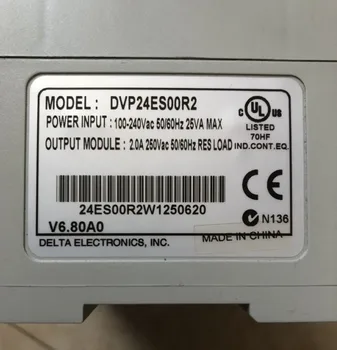 MODEL : DVP24ES00R2
POWER INPUT : 100-240Vac 50/60Hz 25VA MAX
OUTPUT MODULE : 2.0A 250Vac 50/60Hz RES LOAD
c UL us
LISTED
70HF
IND.CONT.EQ.
24ES00R2W1250620
V6.80A0
CE
N136
MADE IN CHINA
DELTA ELECTRONICS, INC.